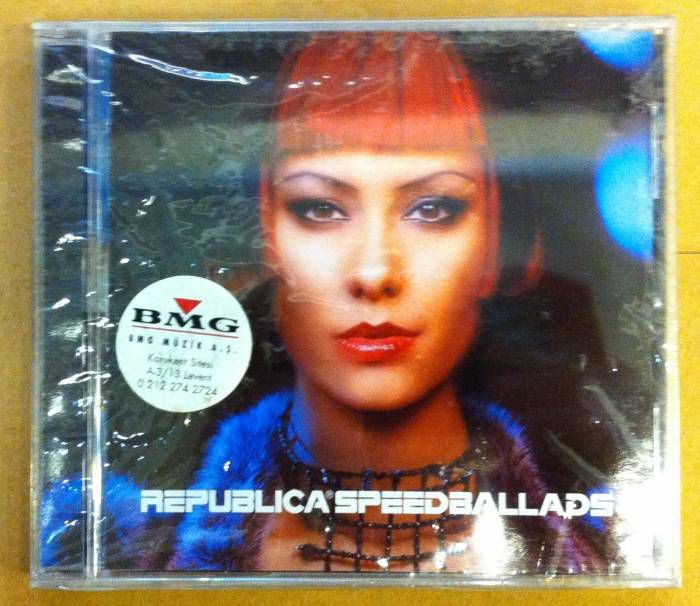 BMG
BMG MÜZİK A.Ş.
Konaklar Sitesi
A-3/13 Levent
0 212 274 2724
REPUBLICA® SPEEDBALLADS